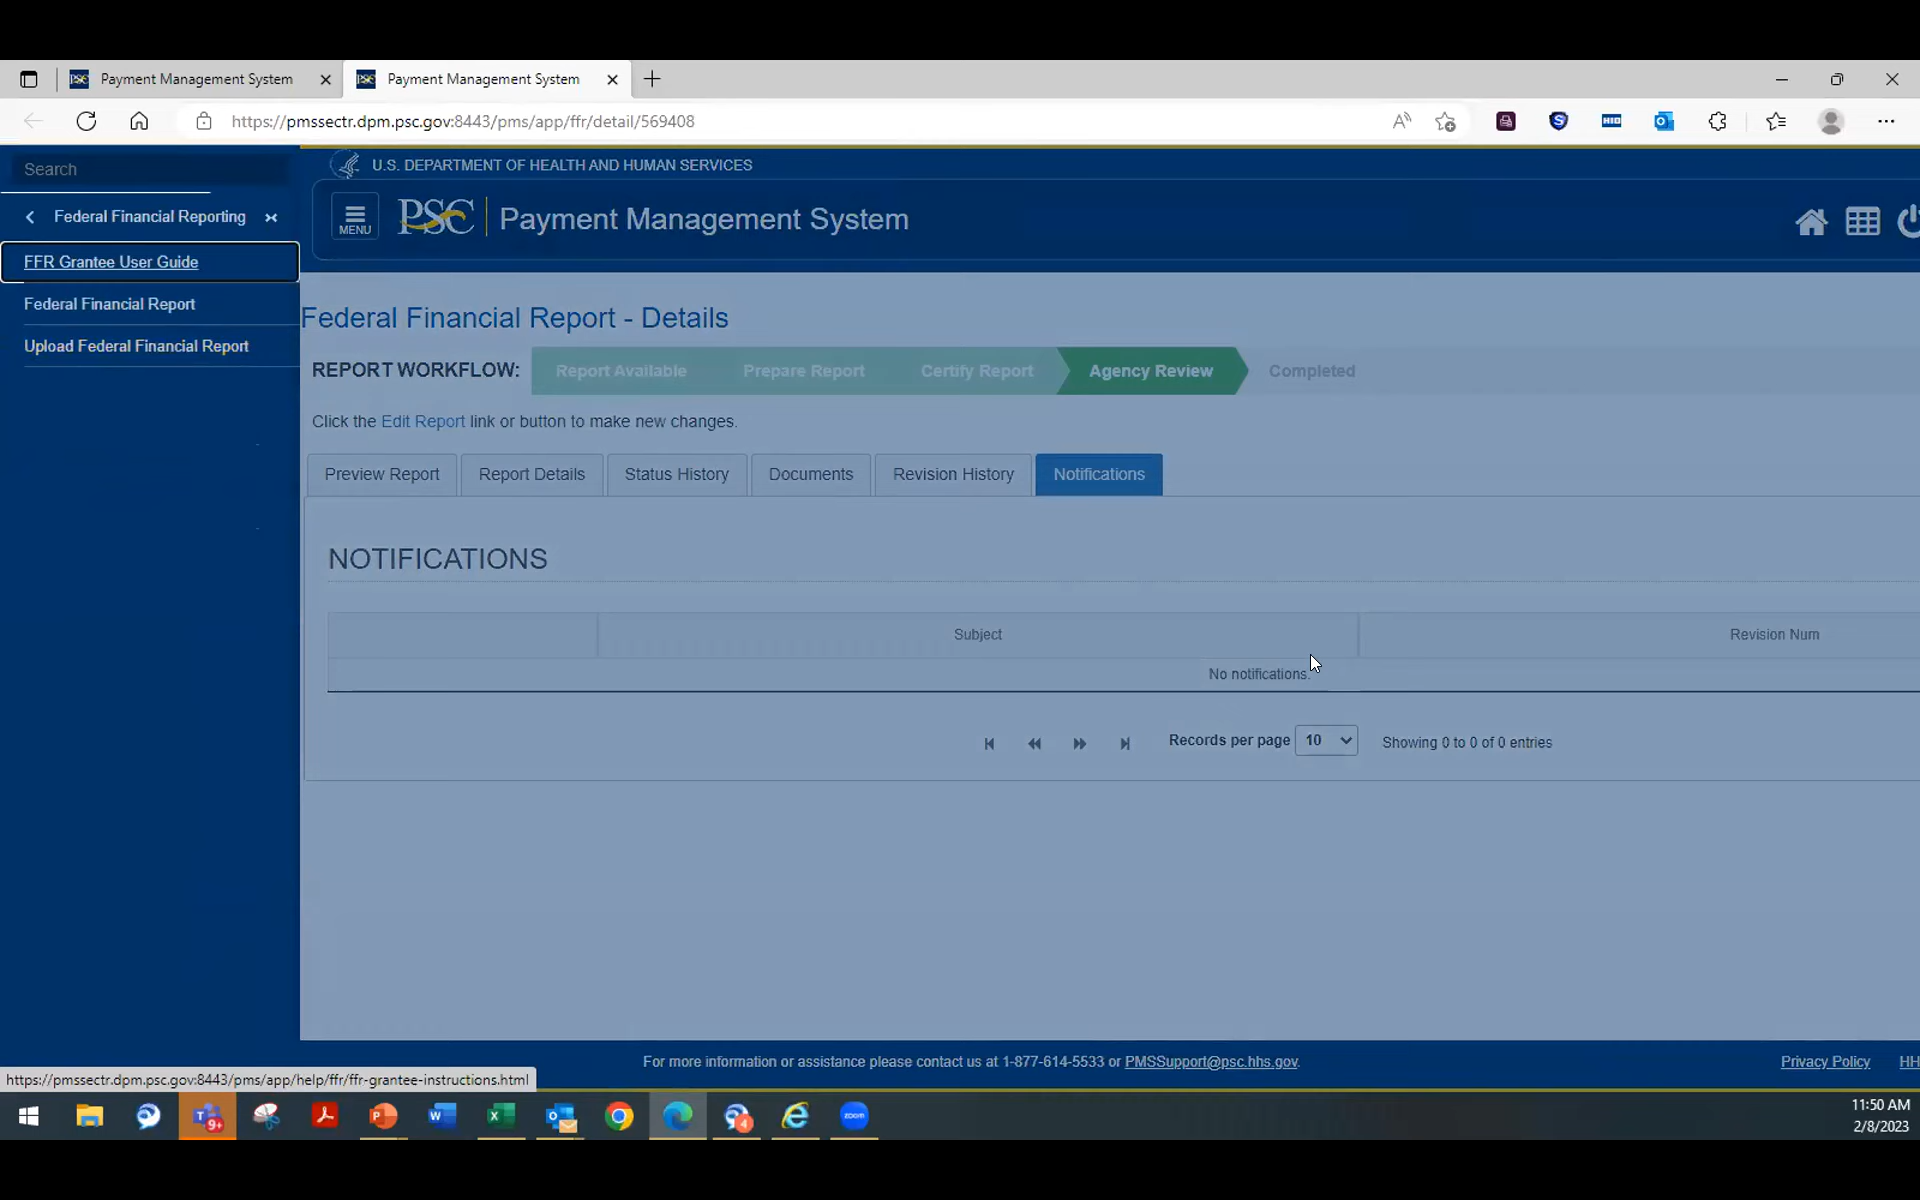 Payment Management System
Payment Management System
https://pmssectr.dpm.psc.gov:8443/pms/app/ffr/detail/569408
HID
Search
Federal Financial Reporting
FFR Grantee User Guide
Federal Financial Report
Upload Federal Financial Report
U.S. DEPARTMENT OF HEALTH AND HUMAN SERVICES
MENU
PSC
Payment Management System
Federal Financial Report - Details
REPORT WORKFLOW: Report Available Prepare Report Certify Report Agency Review Completed
Click the Edit Report link or button to make new changes.
Preview Report Report Details Status History Documents Revision History Notifications
NOTIFICATIONS
Subject Revision Num
No notifications.
Records per page 10 Showing 0 to 0 of 0 entries
For more information or assistance please contact us at 1-877-614-5533 or PMSSupport@psc.hhs.gov.
Privacy Policy HH
https://pmssectr.dpm.psc.gov:8443/pms/app/help/ffr/ffr-grantee-instructions.html
9+
4
zoom
11:50 AM
2/8/2023